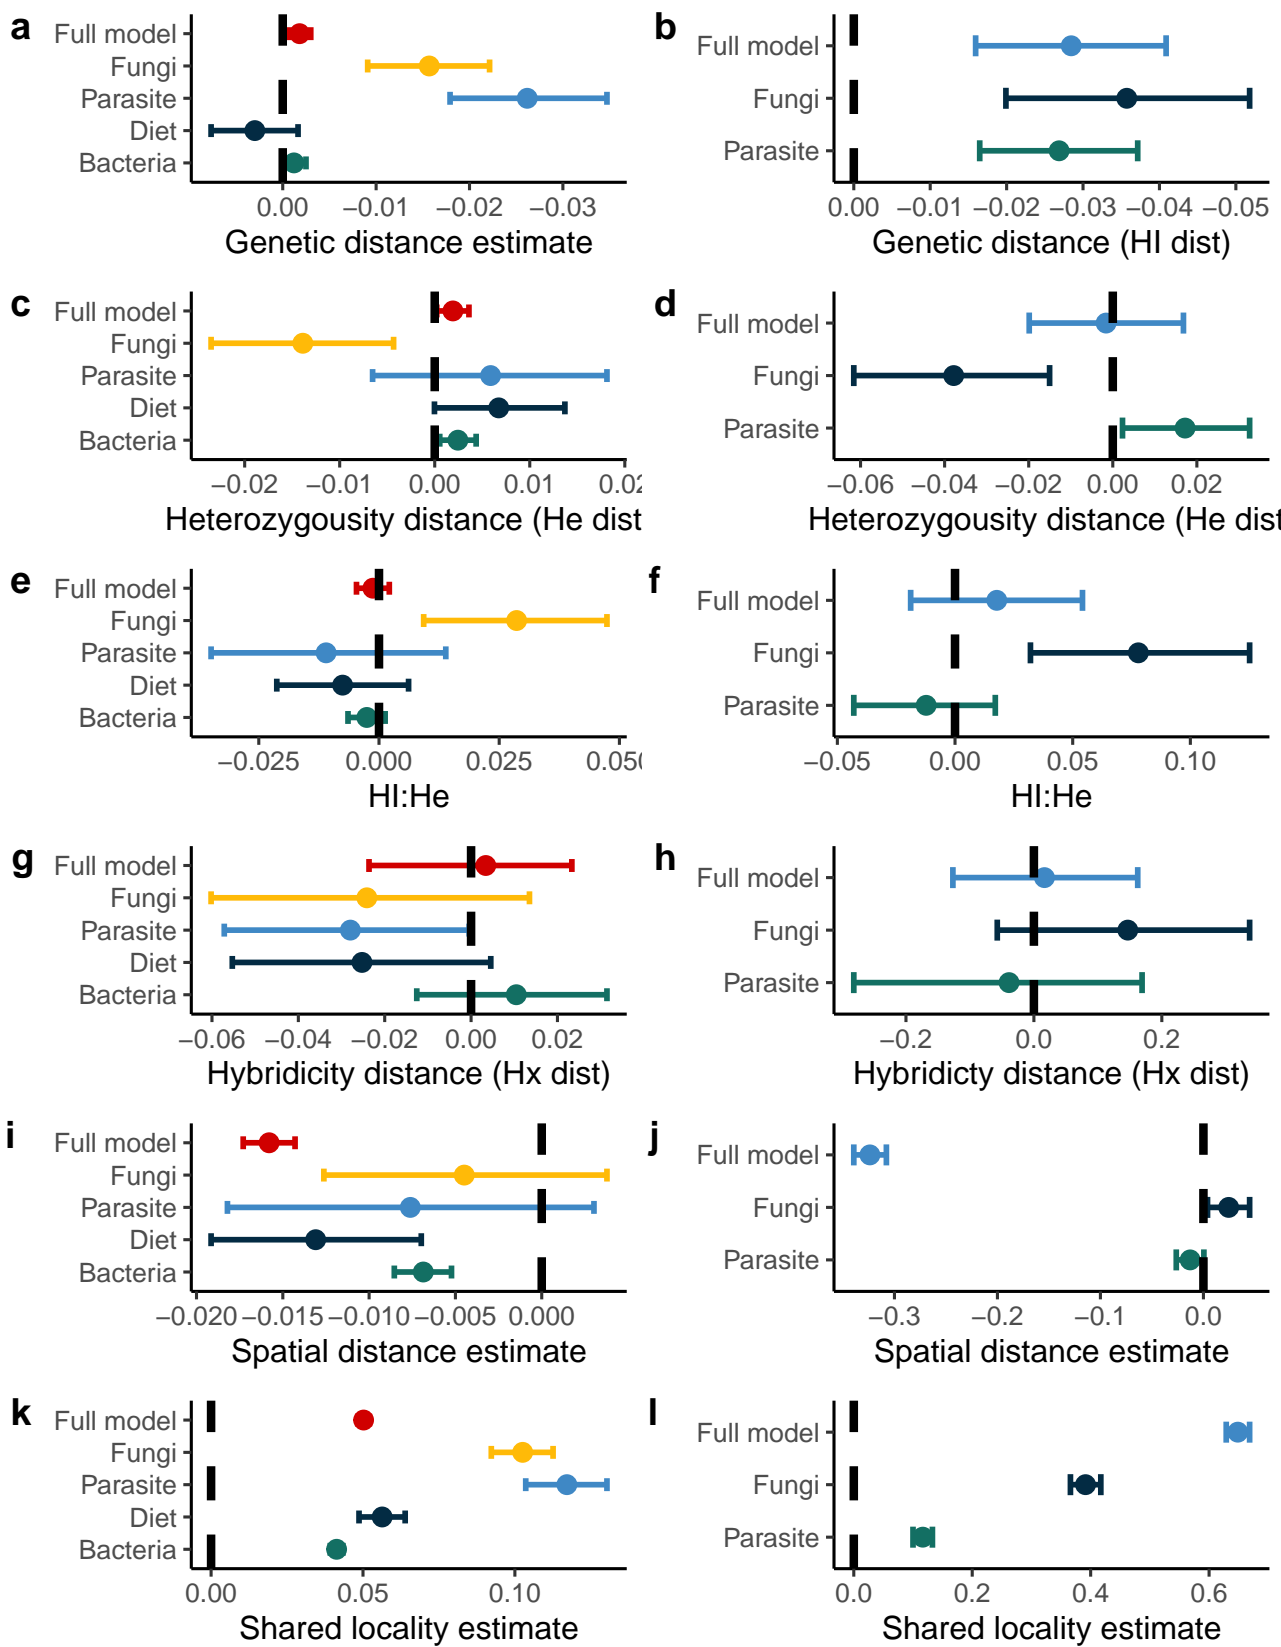 a
Full model
Fungi
Parasite
Diet
Bacteria
0.00 −0.01 −0.02 −0.03
Genetic distance estimate
b
Full model
Fungi
Parasite
0.00 −0.01 −0.02 −0.03 −0.04 −0.05
Genetic distance (HI dist)
c
Full model
Fungi
Parasite
Diet
Bacteria
−0.02 −0.01 0.00 0.01 0.02
Heterozygousity distance (He dist
d
Full model
Fungi
Parasite
−0.06 −0.04 −0.02 0.00 0.02
Heterozygousity distance (He dist
e
Full model
Fungi
Parasite
Diet
Bacteria
−0.025 0.000 0.025 0.050
HI:He
f
Full model
Fungi
Parasite
−0.05 0.00 0.05 0.10
HI:He
g
Full model
Fungi
Parasite
Diet
Bacteria
−0.06 −0.04 −0.02 0.00 0.02
Hybridicity distance (Hx dist)
h
Full model
Fungi
Parasite
−0.2 0.0 0.2
Hybridicty distance (Hx dist)
i
Full model
Fungi
Parasite
Diet
Bacteria
−0.020 −0.015 −0.010 −0.005 0.000
Spatial distance estimate
j
Full model
Fungi
Parasite
−0.3 −0.2 −0.1 0.0
Spatial distance estimate
k
Full model
Fungi
Parasite
Diet
Bacteria
0.00 0.05 0.10
Shared locality estimate
l
Full model
Fungi
Parasite
0.0 0.2 0.4 0.6
Shared locality estimate